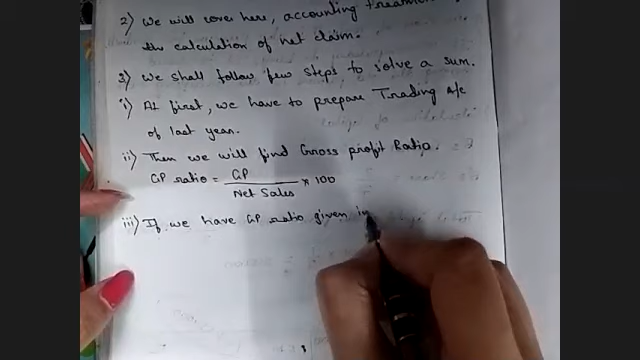 2) We will cover here, accounting
the calculation of net claim.
3) We shall follow few steps to solve a sum.
i) At first, we have to prepare Trading A/c
of last year.
ii) Then we will find Gross profit Ratio.
GP ratio = GP / Net Sales × 100
iii) If we have GP ratio given in